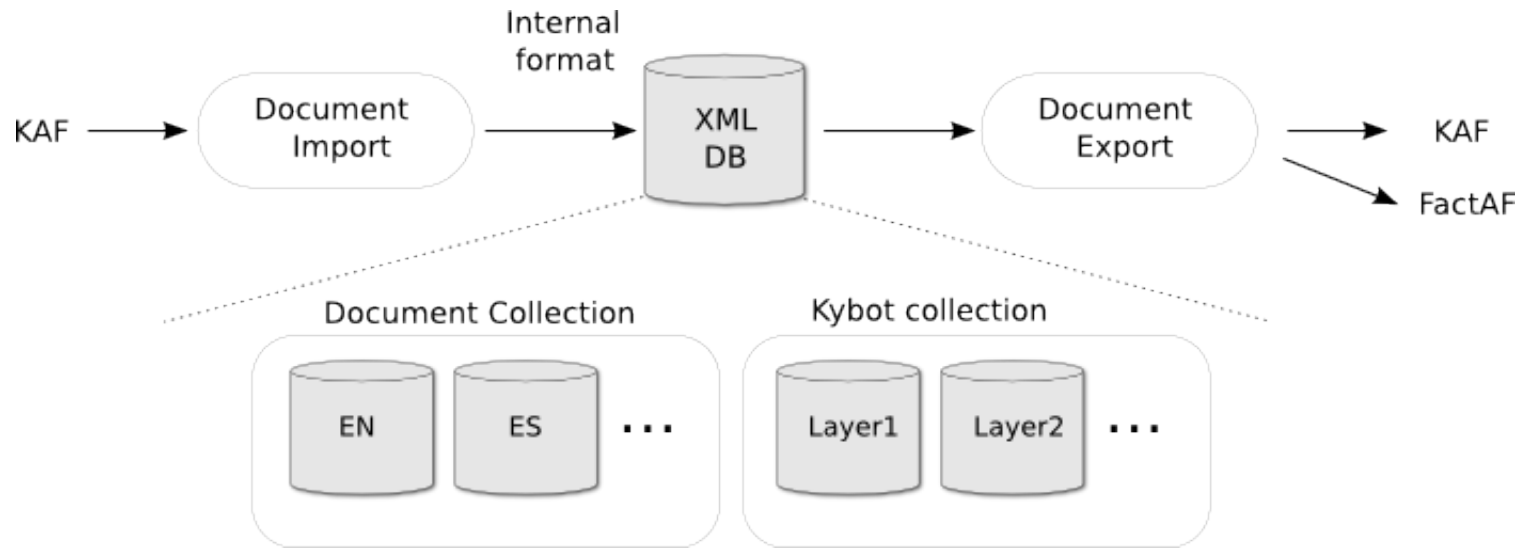 Internal
format
KAF
Document
Import
XML
DB
Document
Export
KAF
FactAF
Document Collection
Kybot collection
EN
ES
...
Layer1
Layer2
...